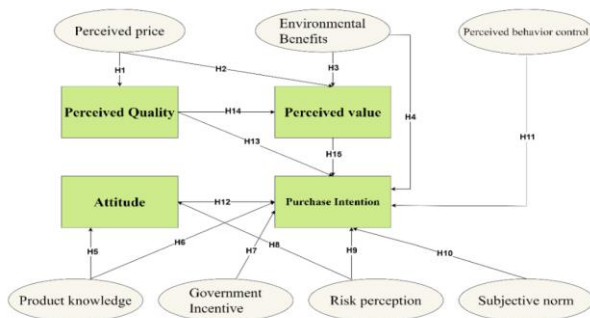 Perceived price
Environmental
Benefits
Perceived behavior control
H1
H2
H3
H4
Perceived Quality
H14
Perceived value
H13
H15
H11
Attitude
H12
Purchase Intention
H5
H6
H7
H8
H9
H10
Product knowledge
Government
Incentive
Risk perception
Subjective norm